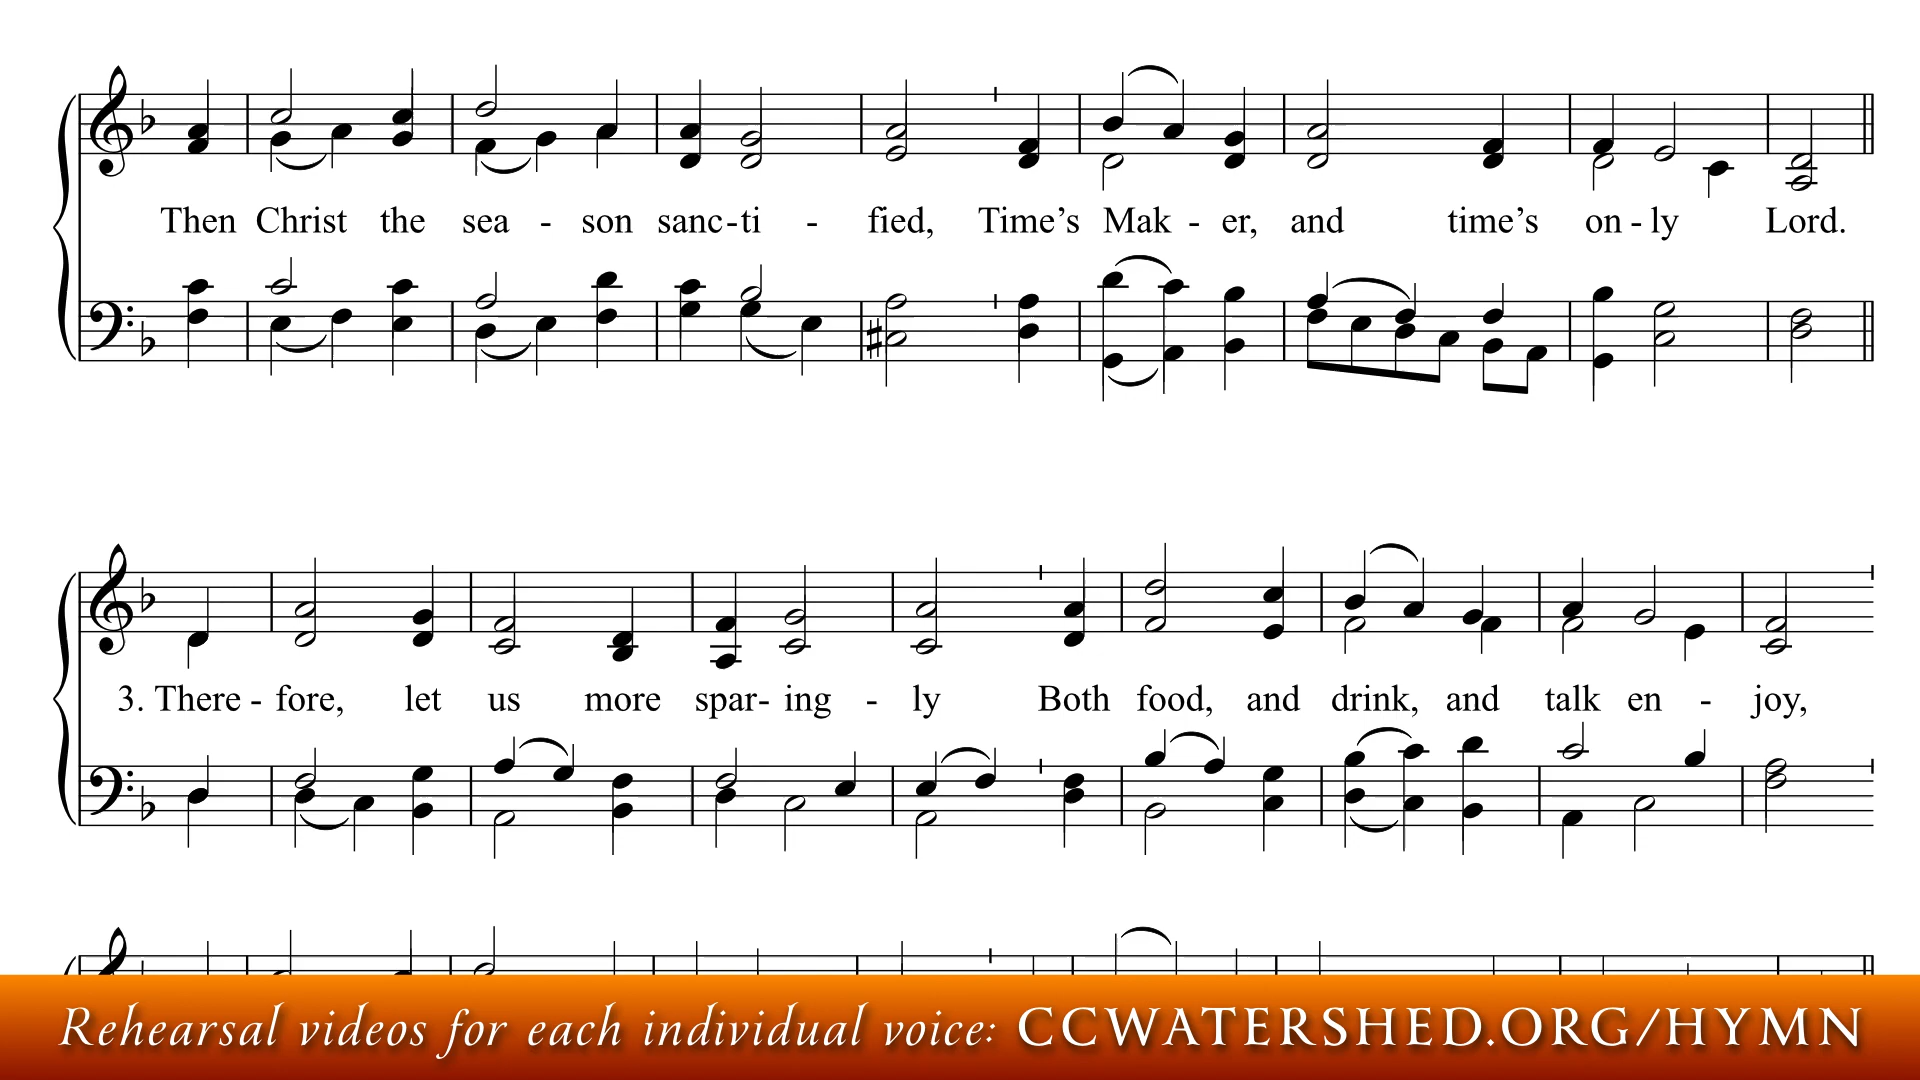 Then Christ the sea - son sanc-ti - fied, Time’s Mak - er, and time’s on - ly Lord.
3. There - fore, let us more spar- ing - ly Both food, and drink, and talk en - joy,
Rehearsal videos for each individual voice: CCWATERSHED.ORG/HYMN